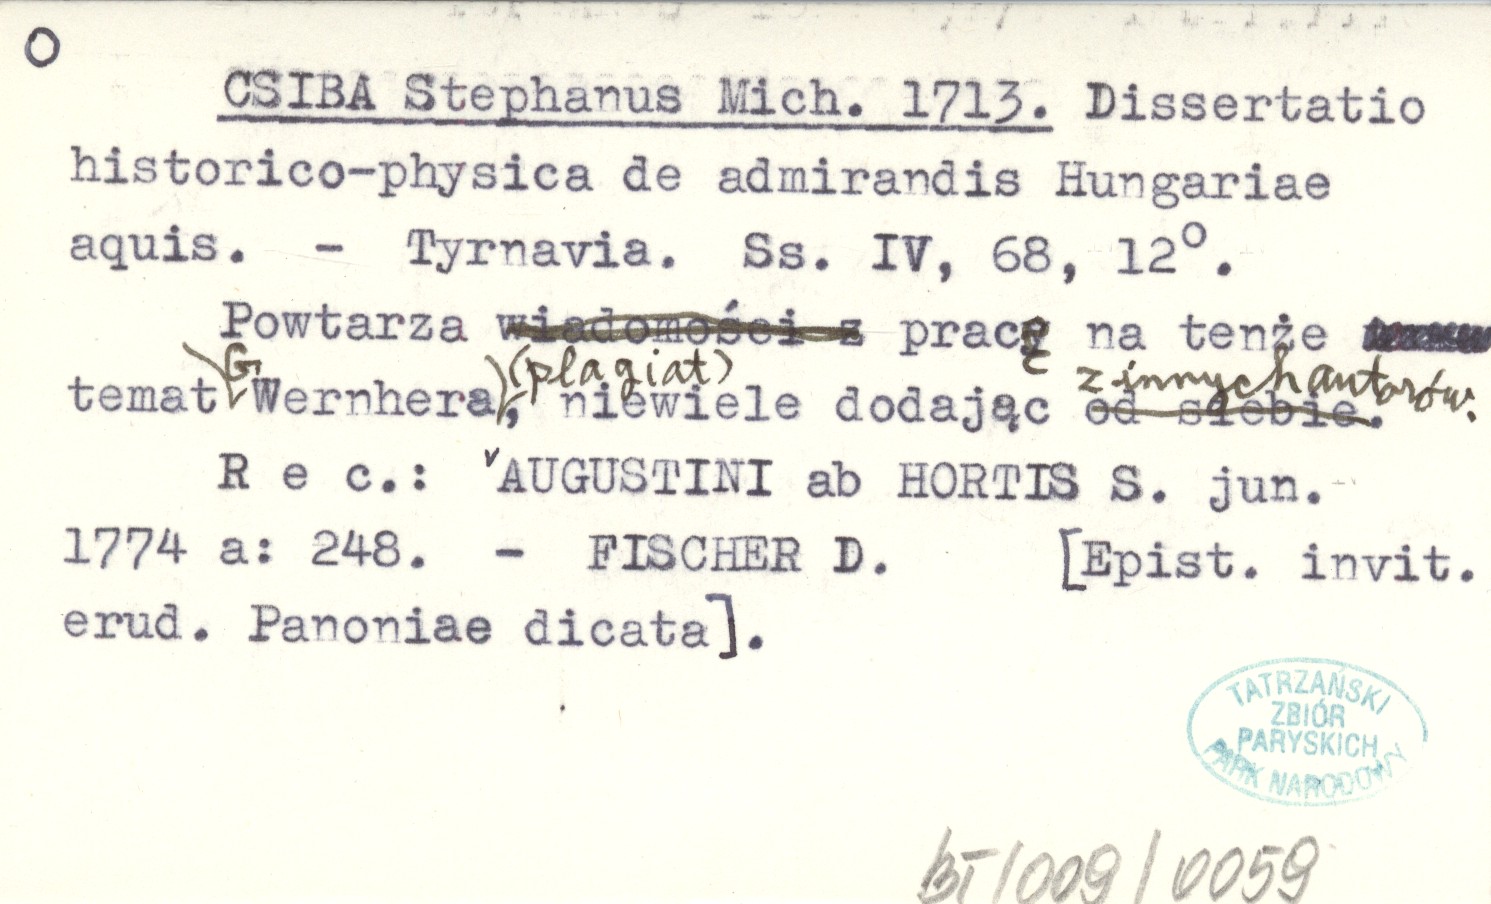 O
CSIBA Stephanus Mich. 1713. Dissertatio
historico-physica de admirandis Hungariae
aquis. - Tyrnavia. Ss. IV, 68, 12°.
Powtarza wiadomości z pracę na tenże
temat G Wernhera, (plagiat) niewiele dodając od siebie. z innych autorów.
R e c.: AUGUSTINI ab HORTIS S. jun.
1774 a: 248. - FISCHER D. [Epist. invit.
erud. Panoniae dicata].
TATRZAŃSKI
ZBIÓR
PARYSKICH
PARK NARODOWY
BT/009/0059